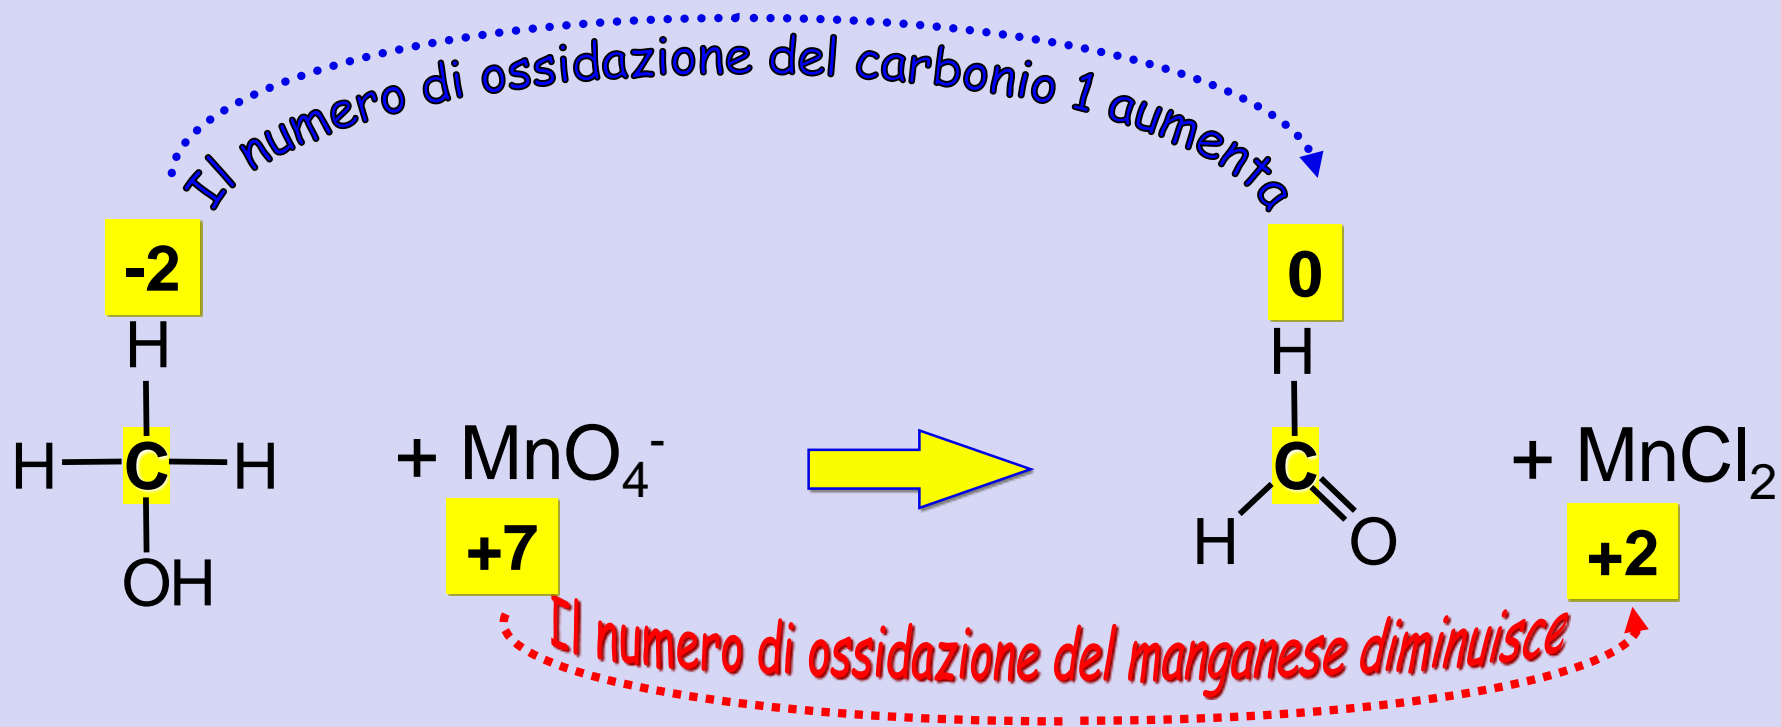 Il numero di ossidazione del carbonio 1 aumenta
-2
0
H
H
H C H + MnO₄⁻
C + MnCl₂
OH
H O
+7
+2
Il numero di ossidazione del manganese diminuisce